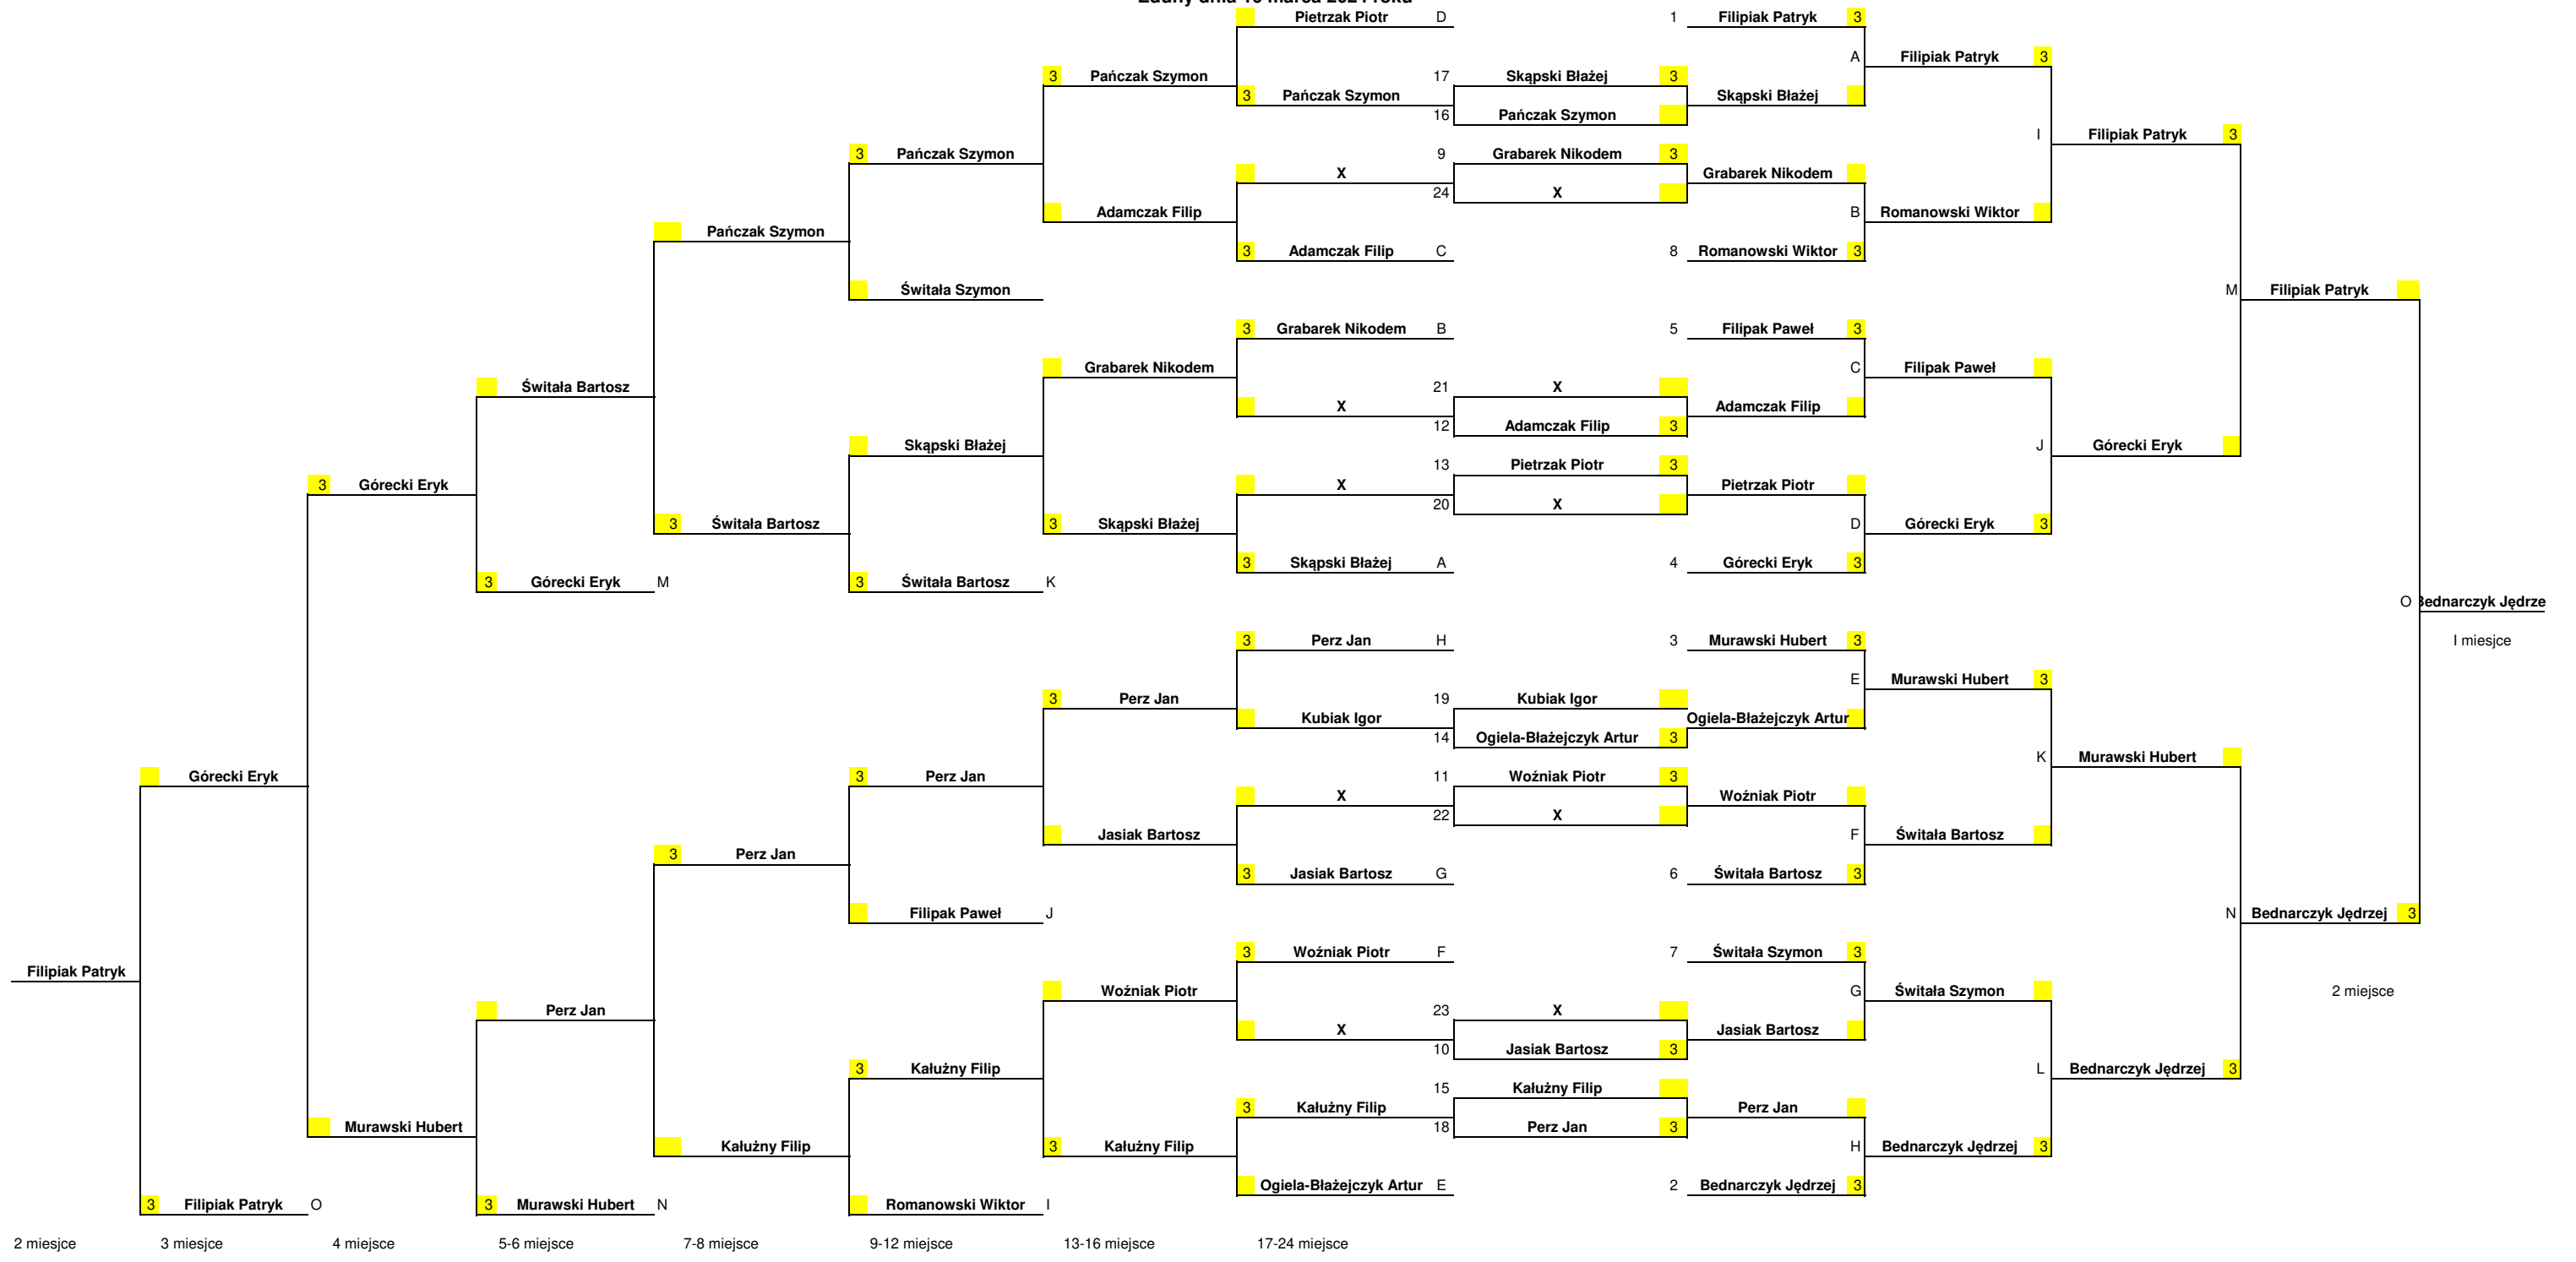 Pietrzak Piotr D 1 Filipiak Patryk 3
A Filipiak Patryk 3
3 Pańczak Szymon 17 Skąpski Błażej 3
3 Pańczak Szymon Skąpski Błażej
16 Pańczak Szymon
I Filipiak Patryk 3
3 Pańczak Szymon 9 Grabarek Nikodem 3
X Grabarek Nikodem
24 X
Adamczak Filip B Romanowski Wiktor
Pańczak Szymon
3 Adamczak Filip C 8 Romanowski Wiktor 3
Świtała Szymon M Filipiak Patryk
3 Grabarek Nikodem B 5 Filipak Paweł 3
Grabarek Nikodem C Filipak Paweł
Świtała Bartosz 21 X
X Adamczak Filip
12 Adamczak Filip 3
Skąpski Błażej J Górecki Eryk
13 Pietrzak Piotr 3
3 Górecki Eryk X Pietrzak Piotr
20 X
3 Świtała Bartosz 3 Skąpski Błażej D Górecki Eryk 3
3 Skąpski Błażej A 4 Górecki Eryk 3
3 Górecki Eryk M 3 Świtała Bartosz K
O Bednarczyk Jędrze
3 Perz Jan H 3 Murawski Hubert 3 I miesjce
E Murawski Hubert 3
3 Perz Jan 19 Kubiak Igor
Kubiak Igor Ogiela-Błażejczyk Artur
14 Ogiela-Błażejczyk Artur 3
K Murawski Hubert
Górecki Eryk 3 Perz Jan 11 Woźniak Piotr 3
X Woźniak Piotr
22 X
Jasiak Bartosz F Świtała Bartosz
3 Perz Jan
3 Jasiak Bartosz G 6 Świtała Bartosz 3
Filipak Paweł J N Bednarczyk Jędrzej 3
3 Woźniak Piotr F 7 Świtała Szymon 3
Filipiak Patryk
Woźniak Piotr G Świtała Szymon 2 miejsce
Perz Jan 23 X
X Jasiak Bartosz
10 Jasiak Bartosz 3
3 Kałużny Filip L Bednarczyk Jędrzej 3
15 Kałużny Filip
3 Kałużny Filip Perz Jan
Murawski Hubert 18 Perz Jan 3
Kałużny Filip 3 Kałużny Filip H Bednarczyk Jędrzej 3
Ogiela-Błażejczyk Artur E 2 Bednarczyk Jędrzej 3
3 Filipiak Patryk O 3 Murawski Hubert N Romanowski Wiktor I
2 miesjce 3 miesjce 4 miejsce 5-6 miejsce 7-8 miejsce 9-12 miejsce 13-16 miejsce 17-24 miejsce